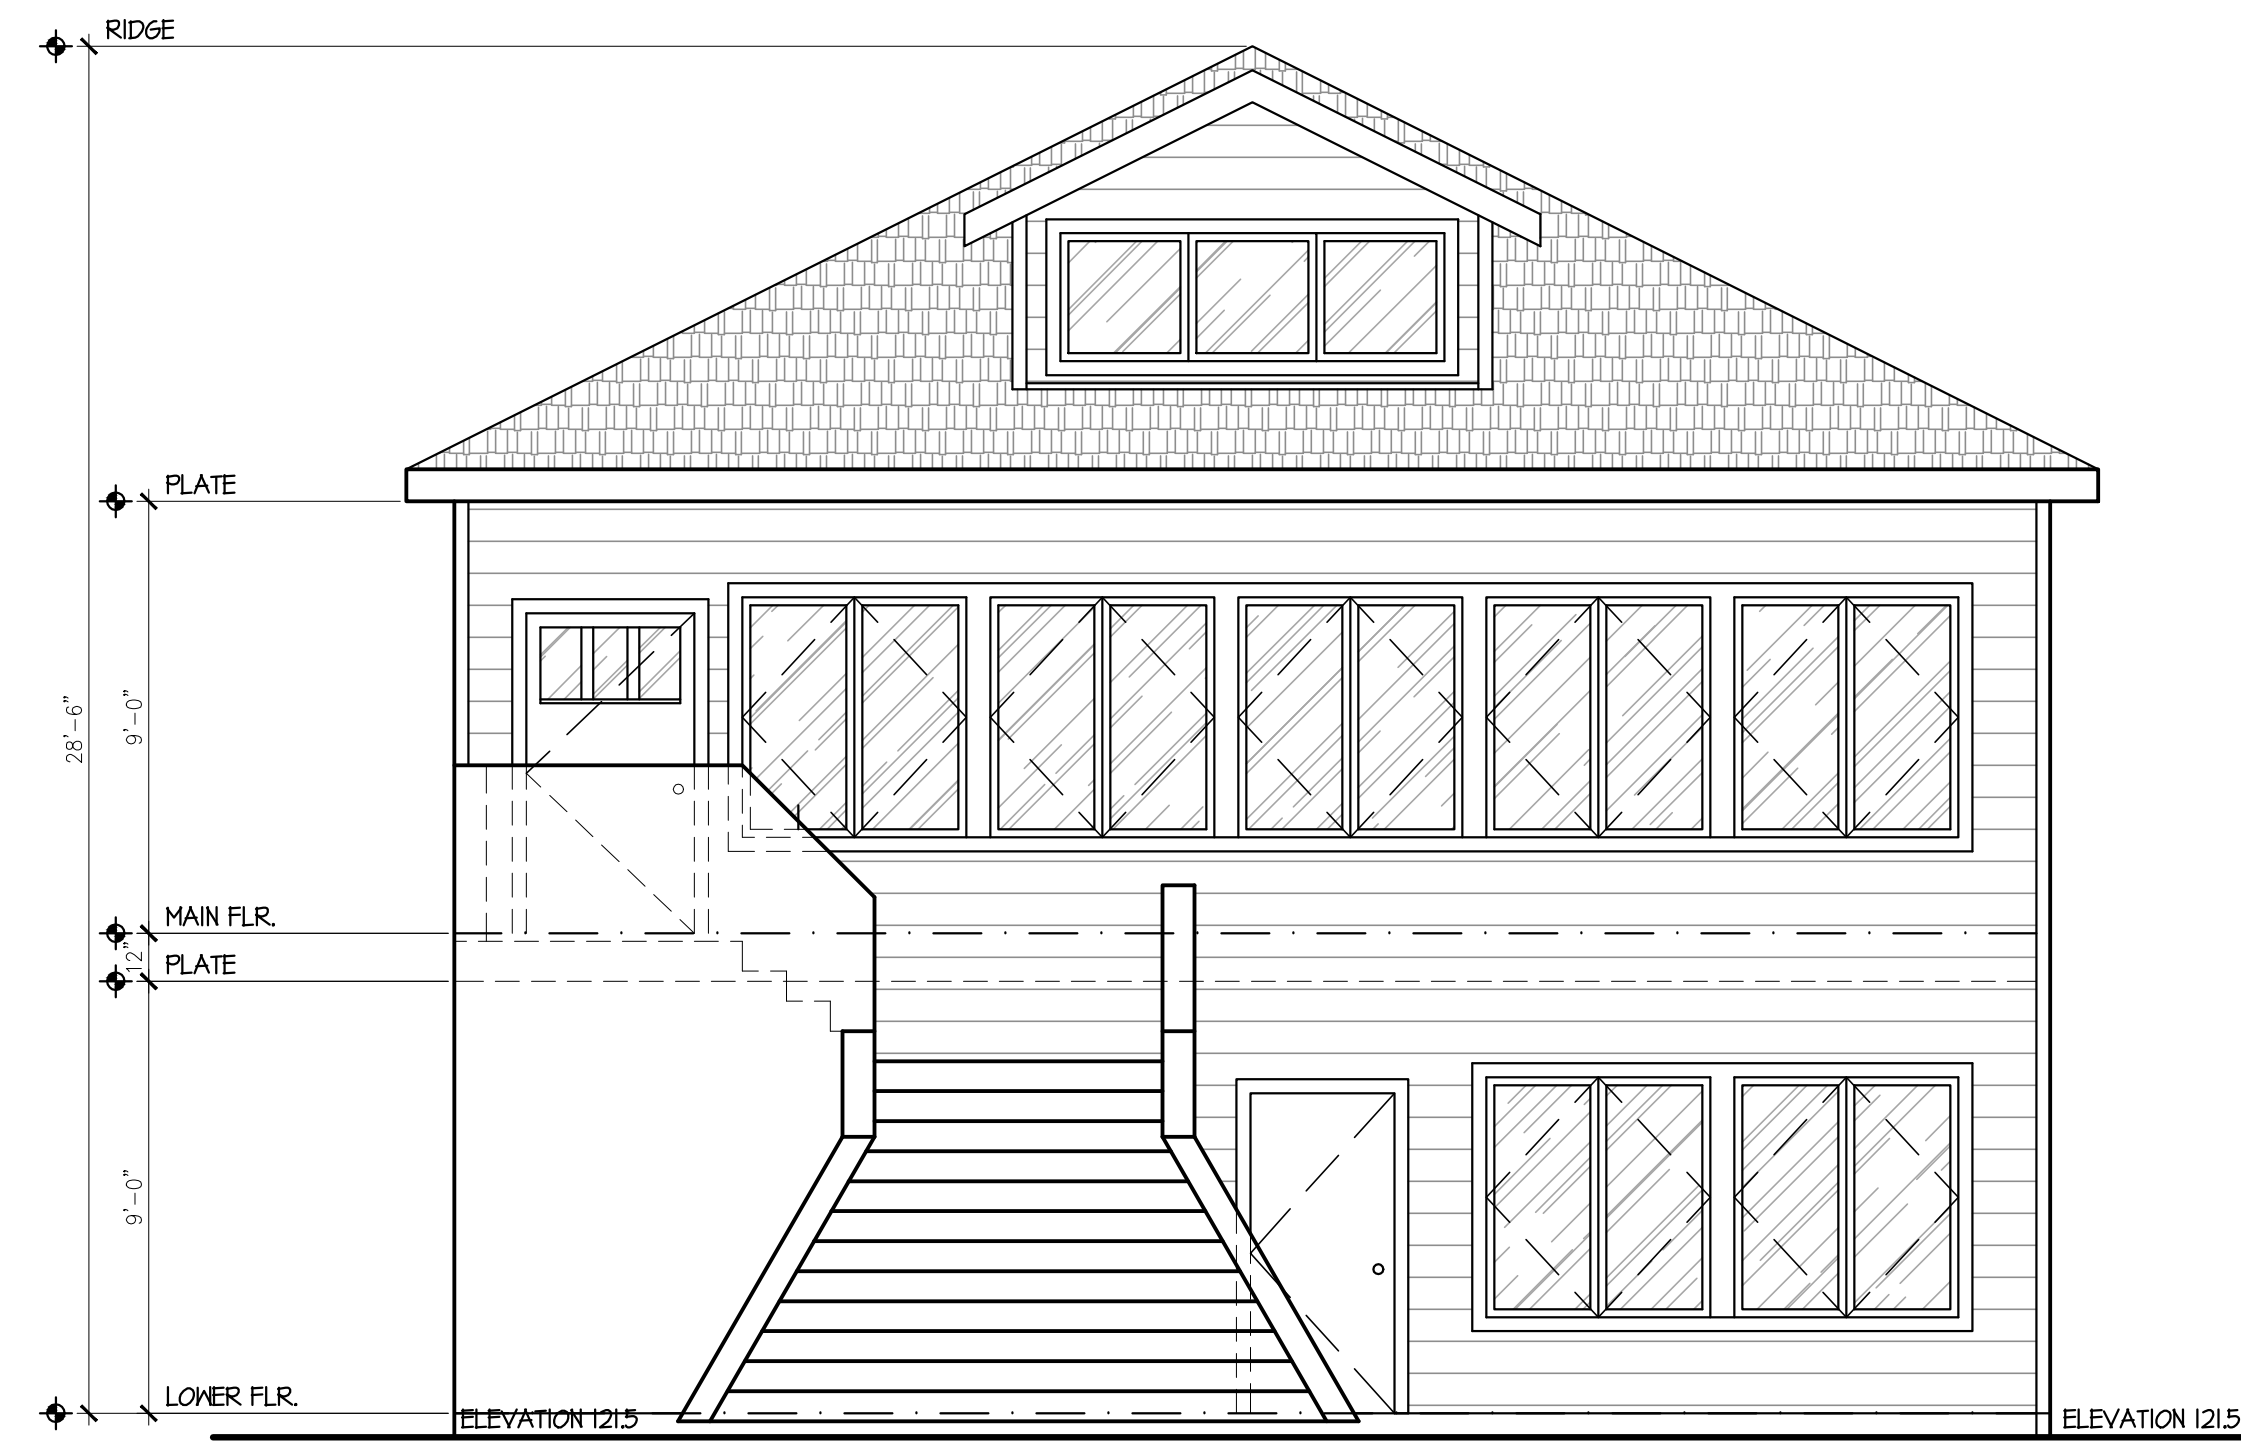 RIDGE
PLATE
28'-6"
9'-0"
MAIN FLR.
12"
PLATE
9'-0"
LOWER FLR.
ELEVATION 121.5
ELEVATION 121.5